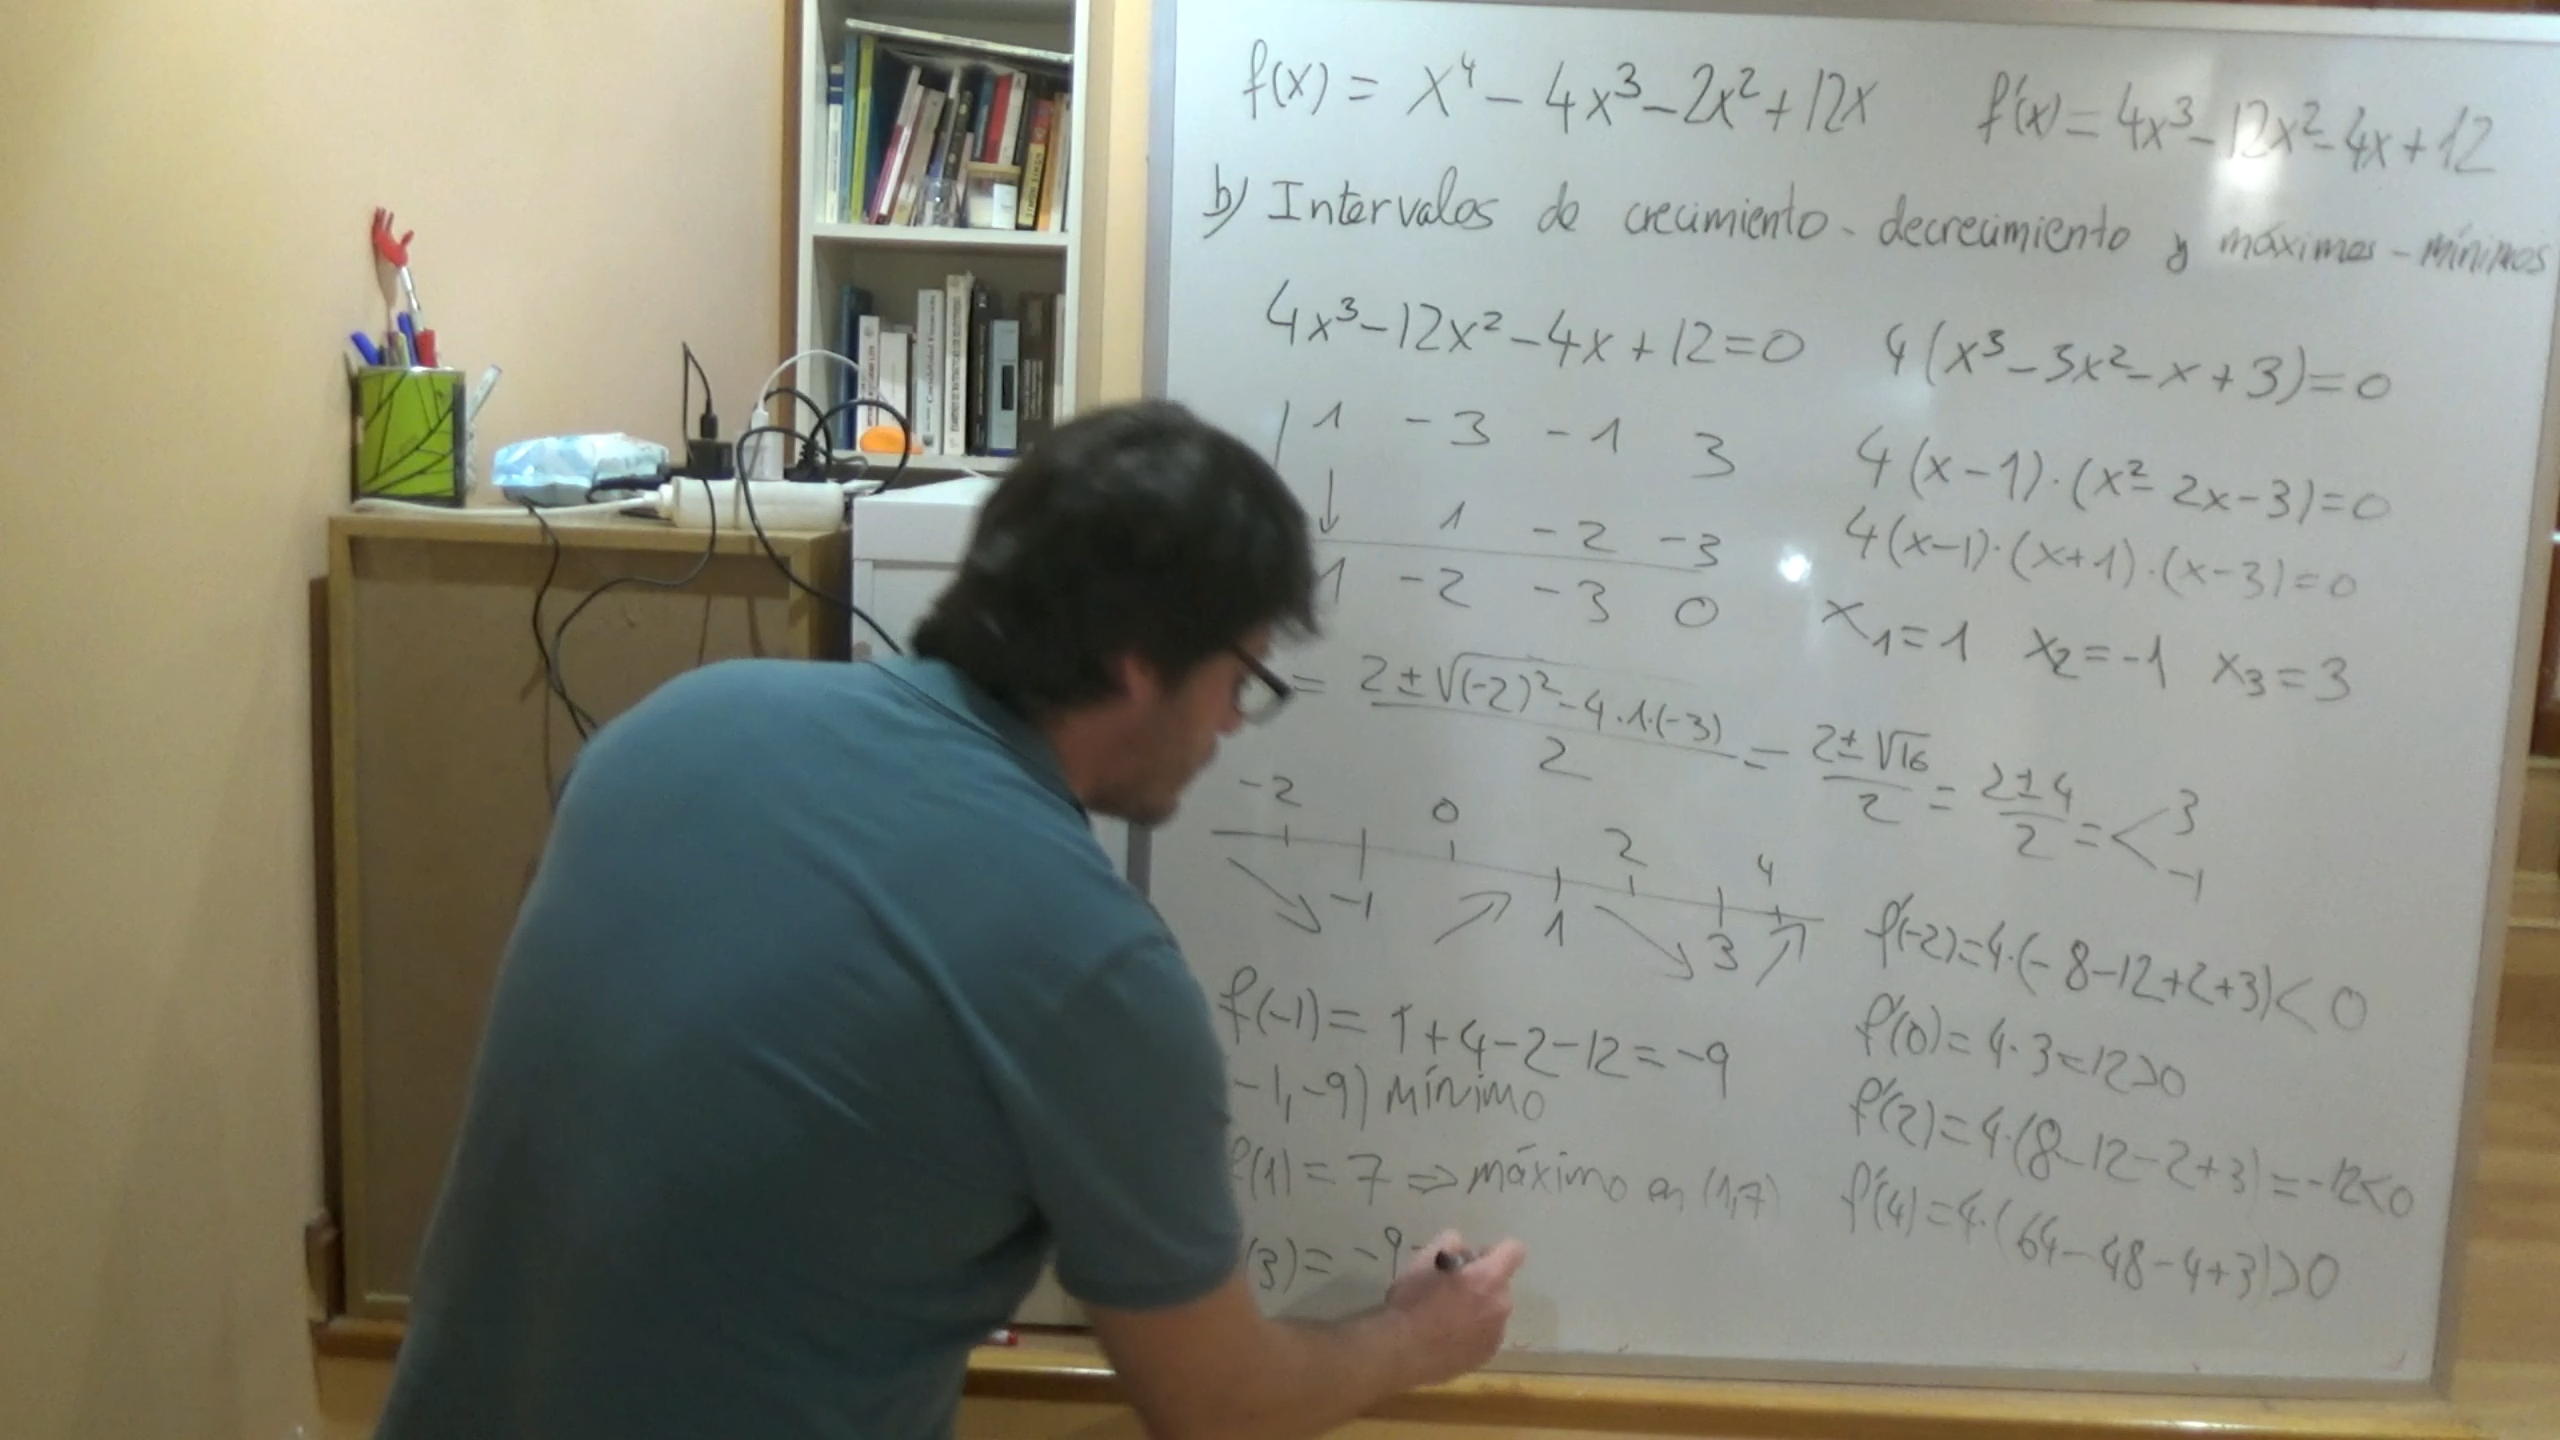 f(x) = x⁴ - 4x³ - 2x² + 12x f'(x) = 4x³ - 12x² - 4x + 12
b) Intervalos de crecimiento - decrecimiento y máximos - mínimos
4x³ - 12x² - 4x + 12 = 0 4(x³ - 3x² - x + 3) = 0
1 -3 -1 3 4(x-1)·(x² - 2x - 3) = 0
1 -2 -3 4(x-1)·(x+1)·(x-3) = 0
1 -2 -3 0 x₁ = 1 x₂ = -1 x₃ = 3
= 2 ± √(-2)² - 4·1·(-3) / 2 = 2 ± √16 / 2 = 2 ± 4 / 2 = < 3 -1
-2 0 2 4
-1 1 3
f'(-2) = 4·(-8-12+2+3) < 0
f(-1) = 1 + 4 - 2 - 12 = -9 f'(0) = 4·3 = 12 > 0
-1, -9) mínimo f'(2) = 4·(8-12-2+3) = -12 < 0
f(1) = 7 ⇒ máximo en (1,7) f'(4) = 4·(64-48-4+3) > 0
(3) = -9